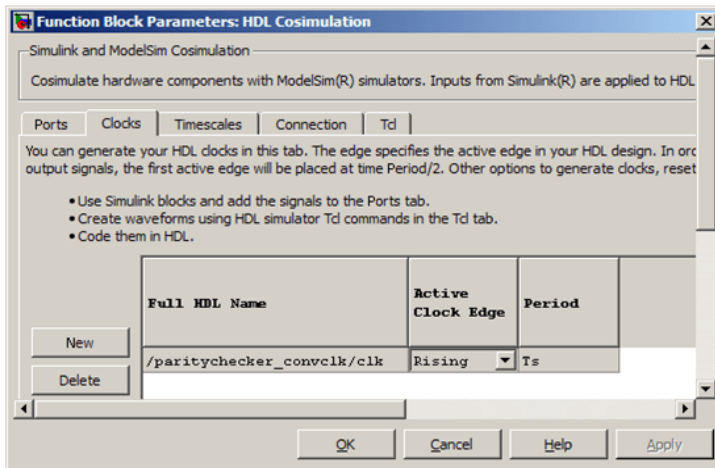 Function Block Parameters: HDL Cosimulation
Simulink and ModelSim Cosimulation
Cosimulate hardware components with ModelSim(R) simulators. Inputs from Simulink(R) are applied to HDL
Ports Clocks Timescales Connection Tcl
You can generate your HDL clocks in this tab. The edge specifies the active edge in your HDL design. In orc
output signals, the first active edge will be placed at time Period/2. Other options to generate clocks, reset
•Use Simulink blocks and add the signals to the Ports tab.
•Create waveforms using HDL simulator Tcl commands in the Tcl tab.
•Code them in HDL.
Full HDL Name
Active
Clock Edge
Period
New
/paritychecker_convclk/clk Rising Ts
Delete
OK Cancel Help Apply